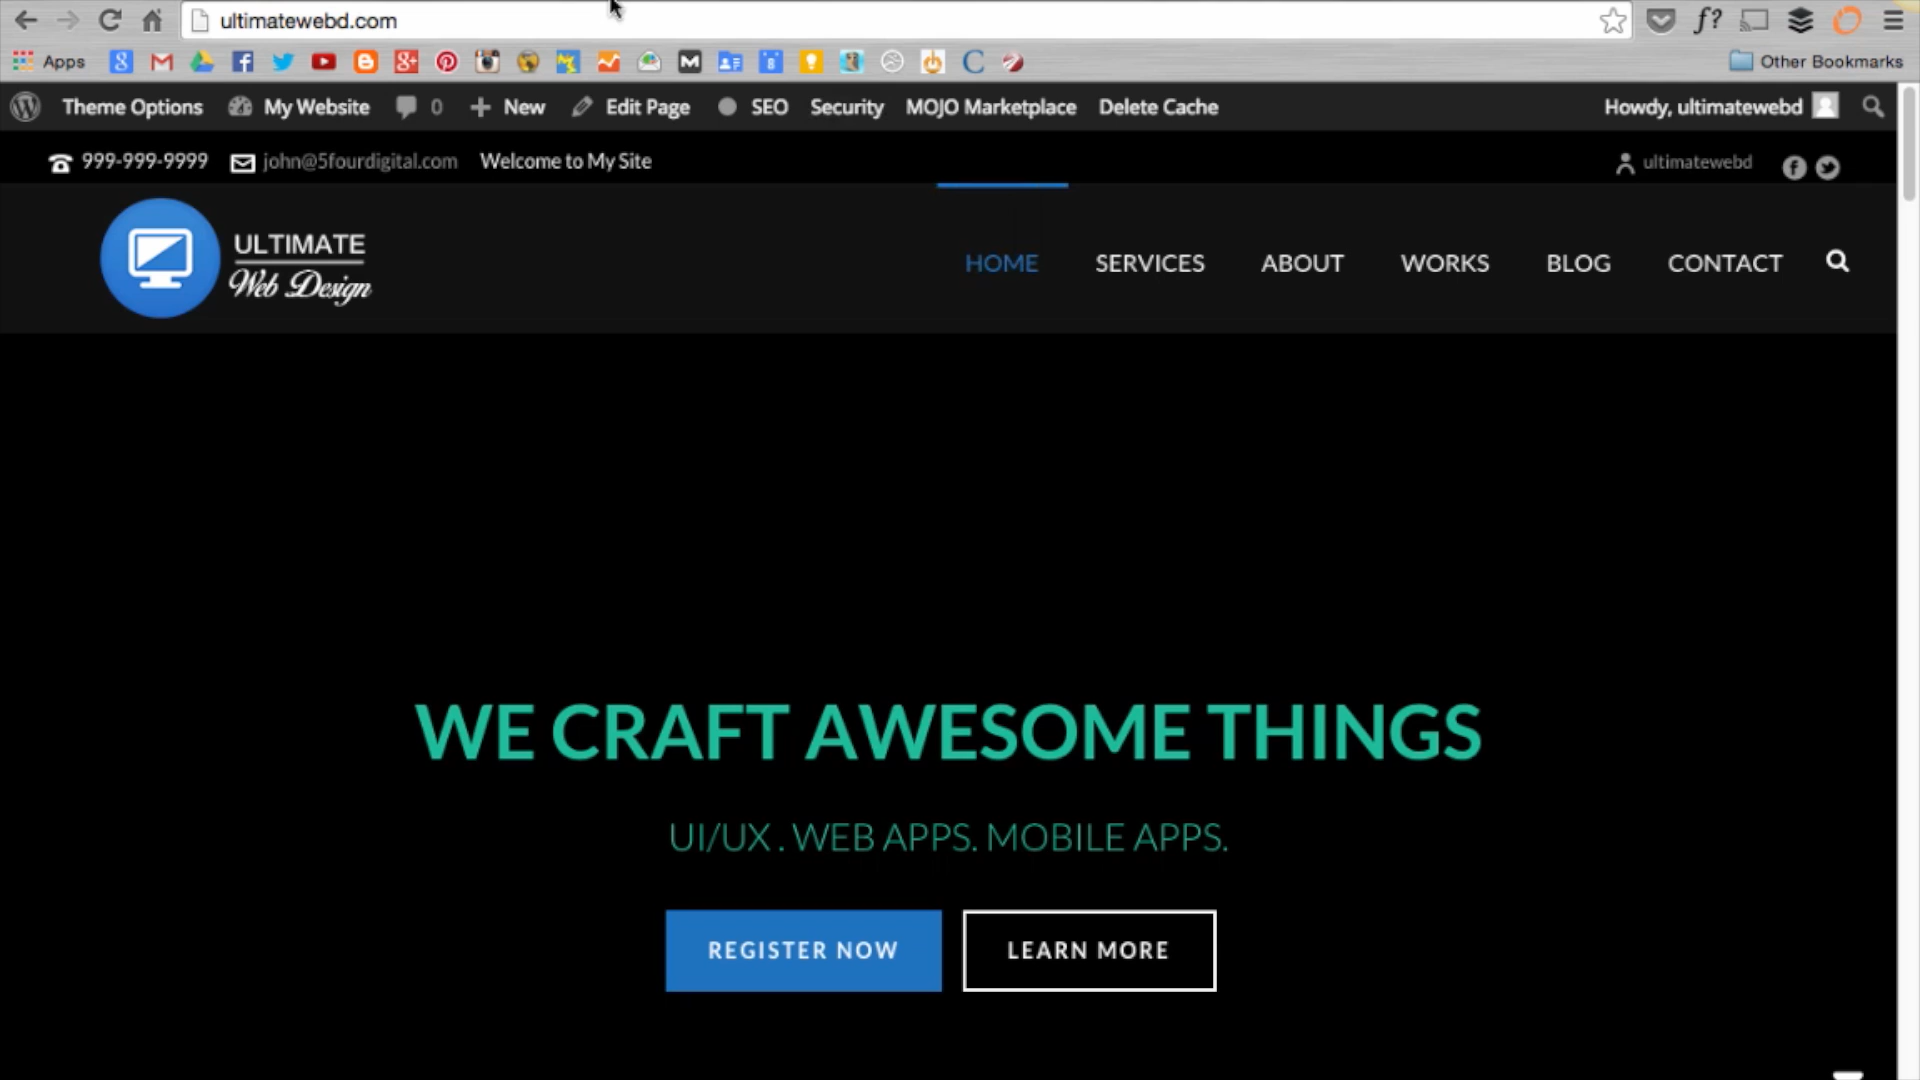 ultimatewebd.com
f?
Apps
Other Bookmarks
Theme Options My Website 0 New Edit Page SEO Security MOJO Marketplace Delete Cache Howdy, ultimatewebd
999-999-9999 john@5fourdigital.com Welcome to My Site ultimatewebd
ULTIMATE
Web Design
HOME SERVICES ABOUT WORKS BLOG CONTACT
WE CRAFT AWESOME THINGS
UI/UX . WEB APPS. MOBILE APPS.
REGISTER NOW LEARN MORE